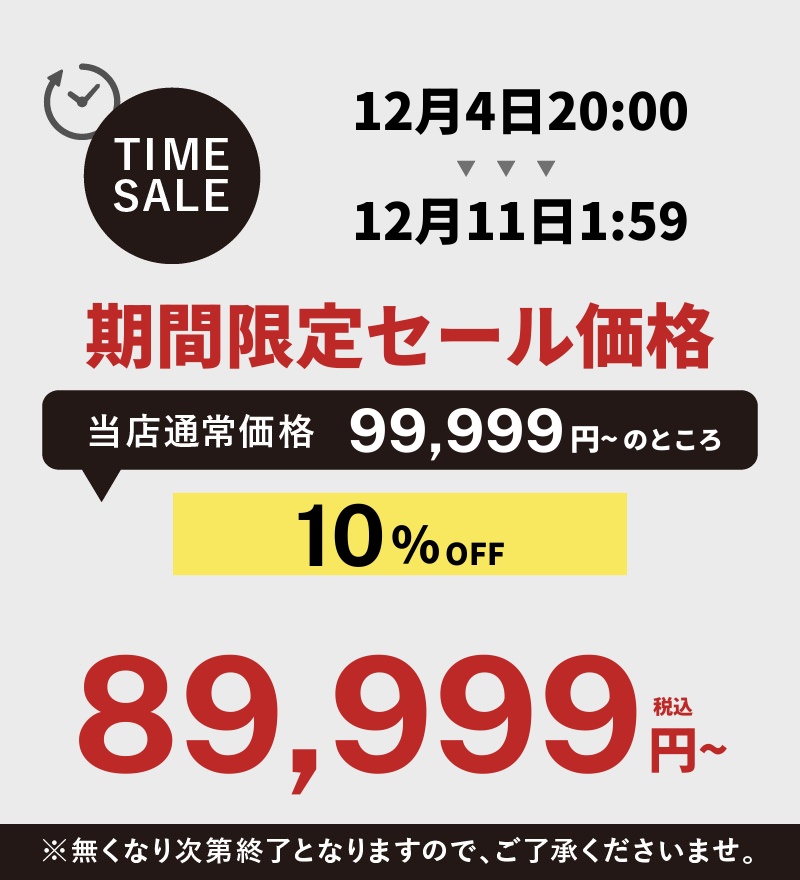 TIME
SALE
12月4日20:00
▼ ▼ ▼
12月11日1:59
期間限定セール価格
当店通常価格 99,999円~のところ
10%OFF
89,999税込円~
※無くなり次第終了となりますので、ご了承くださいませ。